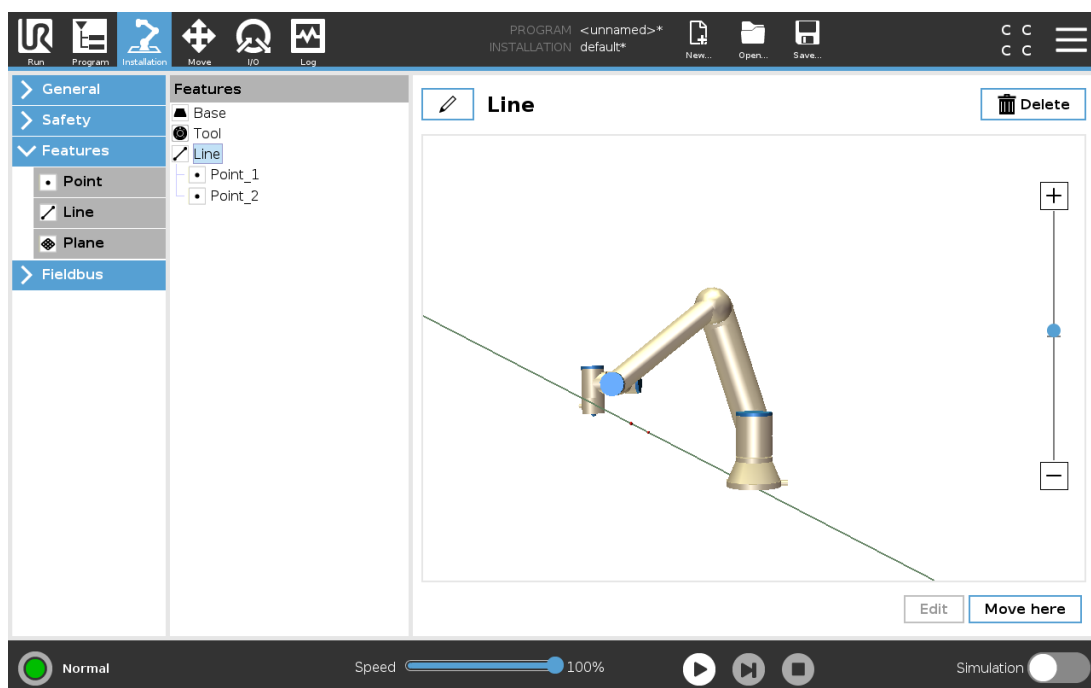 PROGRAM <unnamed>*
INSTALLATION default*
C C
C C
UR
Run Program Installation Move I/O Log New... Open... Save...
General
Safety
Features
Point
Line
Plane
Fieldbus
Features
Base
Tool
Line
Point_1
Point_2
Line
Delete
Edit Move here
Normal
Speed 100%
Simulation